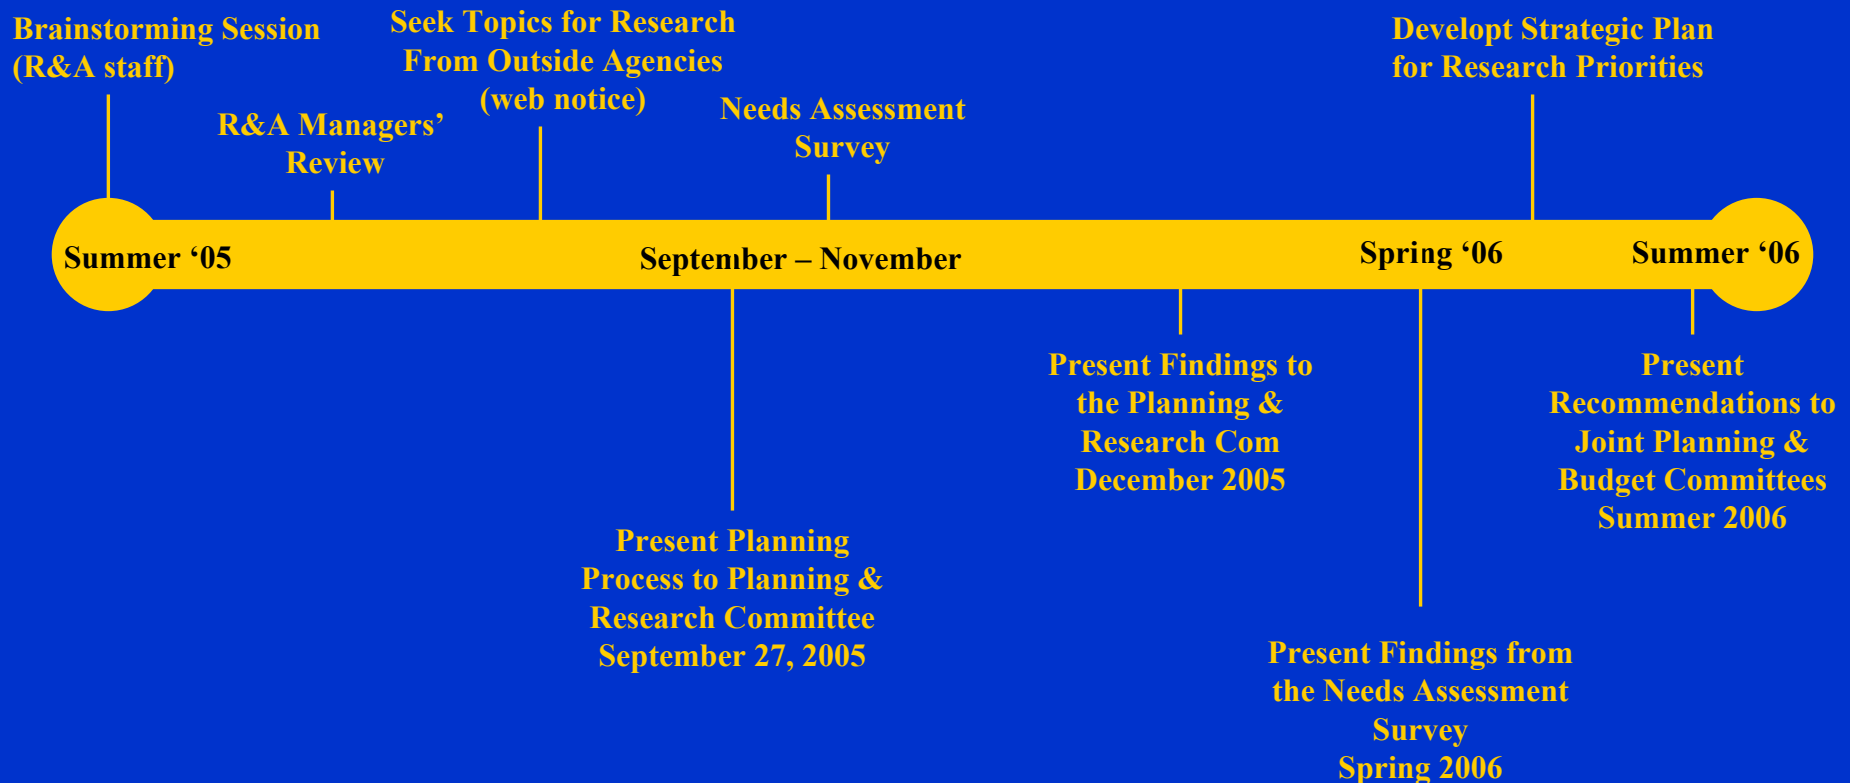 Brainstorming Session
(R&A staff)
R&A Managers’
Review
Seek Topics for Research
From Outside Agencies
(web notice)
Needs Assessment
Survey
Developt Strategic Plan
for Research Priorities
Summer ‘05
September – November
Spring ‘06
Summer ‘06
Present Planning
Process to Planning &
Research Committee
September 27, 2005
Present Findings to
the Planning &
Research Com
December 2005
Present Findings from
the Needs Assessment
Survey
Spring 2006
Present
Recommendations to
Joint Planning &
Budget Committees
Summer 2006